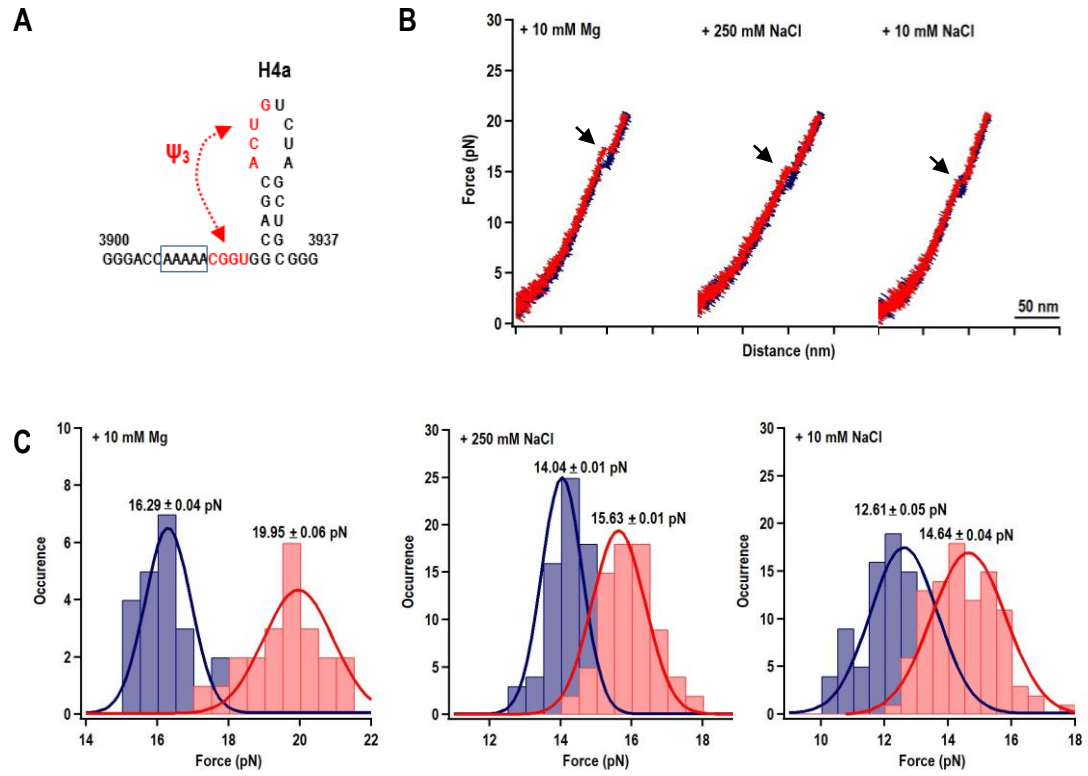 A
H4a
G U
U C
C U
A A
C G
G C
A U
C G
Ψ3
3900 3937
GGGACCAAAAACGGUGGCGGG
B
+ 10 mM Mg + 250 mM NaCl + 10 mM NaCl
30
25
20
15
10
5
0
Force (pN)
50 nm
Distance (nm)
C
+ 10 mM Mg
16.29 ± 0.04 pN
19.95 ± 0.06 pN
10
8
6
4
2
0
Occurrence
14 16 18 20 22
Force (pN)
+ 250 mM NaCl
14.04 ± 0.01 pN
15.63 ± 0.01 pN
30
25
20
15
10
5
0
Occurrence
12 14 16 18
Force (pN)
+ 10 mM NaCl
12.61 ± 0.05 pN
14.64 ± 0.04 pN
30
25
20
15
10
5
0
Occurrence
10 12 14 16 18
Force (pN)